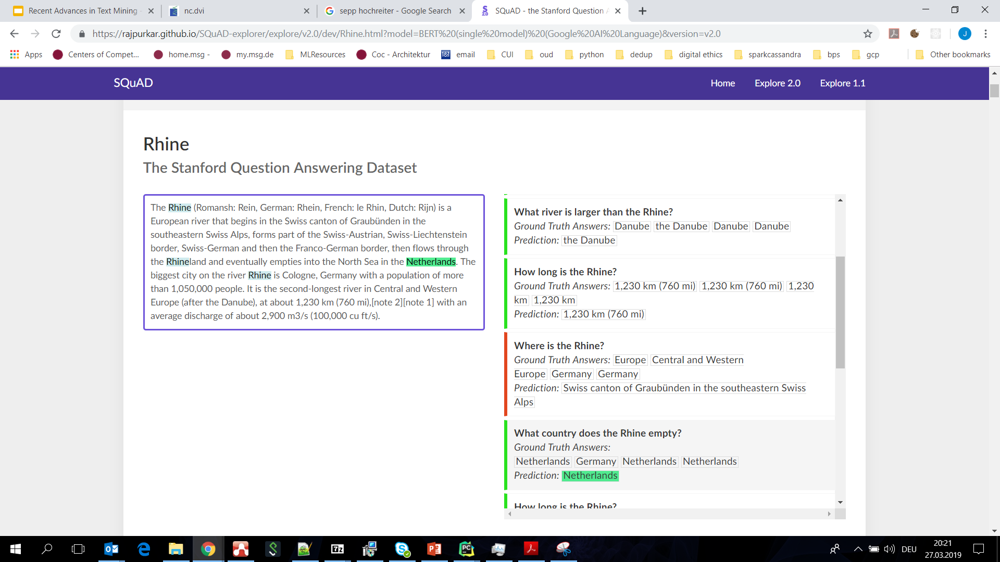 Recent Advances in Text Mining -
nc.dvi
sepp hochreiter - Google Search
S 2.0
SQuAD - the Stanford Question A
https://rajpurkar.github.io/SQuAD-explorer/explore/v2.0/dev/Rhine.html?model=BERT%20(single%20model)%20(Google%20AI%20Language)&version=v2.0
J
Apps
Centers of Compet...
home.msg -
my.msg.de
MLResources
Coc - Architektur
1&1
email
CUI
oud
python
dedup
digital ethics
sparkcassandra
bps
gcp
Other bookmarks
SQuAD
Home
Explore 2.0
Explore 1.1
Rhine
The Stanford Question Answering Dataset
The Rhine (Romansh: Rein, German: Rhein, French: le Rhin, Dutch: Rijn) is a
European river that begins in the Swiss canton of Graubünden in the
southeastern Swiss Alps, forms part of the Swiss-Austrian, Swiss-Liechtenstein
border, Swiss-German and then the Franco-German border, then flows through
the Rhineland and eventually empties into the North Sea in the Netherlands. The
biggest city on the river Rhine is Cologne, Germany with a population of more
than 1,050,000 people. It is the second-longest river in Central and Western
Europe (after the Danube), at about 1,230 km (760 mi),[note 2][note 1] with an
average discharge of about 2,900 m3/s (100,000 cu ft/s).
What river is larger than the Rhine?
Ground Truth Answers: Danube the Danube Danube Danube
Prediction: the Danube
How long is the Rhine?
Ground Truth Answers: 1,230 km (760 mi) 1,230 km (760 mi) 1,230
km 1,230 km
Prediction: 1,230 km (760 mi)
Where is the Rhine?
Ground Truth Answers: Europe Central and Western
Europe Germany Germany
Prediction: Swiss canton of Graubünden in the southeastern Swiss
Alps
What country does the Rhine empty?
Ground Truth Answers:
Netherlands Germany Netherlands Netherlands
Prediction: Netherlands
How long is the Rhine?
7z
PC
DEU
20:21
27.03.2019